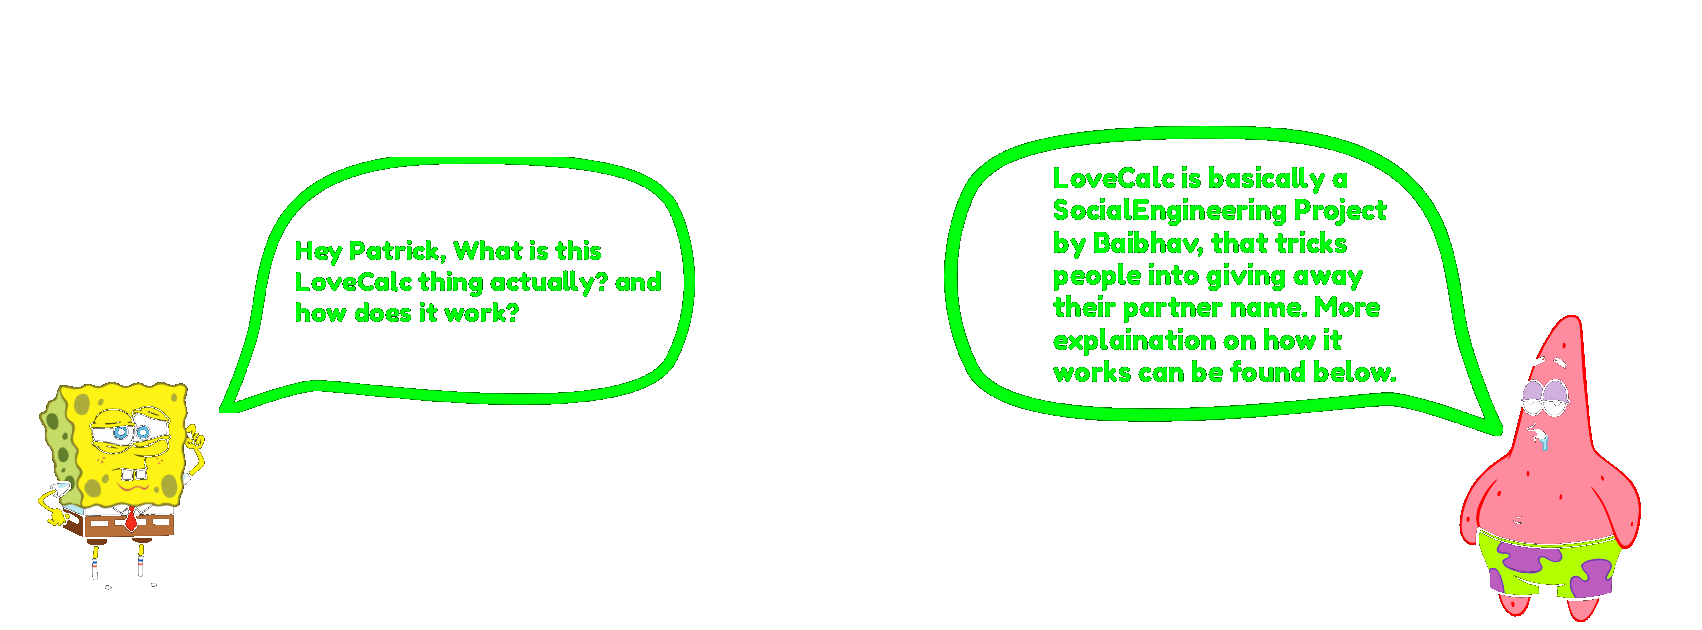 Hey Patrick, What is this
LoveCalc thing actually? and
how does it work?
LoveCalc is basically a
SocialEngineering Project
by Baibhav, that tricks
people into giving away
their partner name. More
explaination on how it
works can be found below.